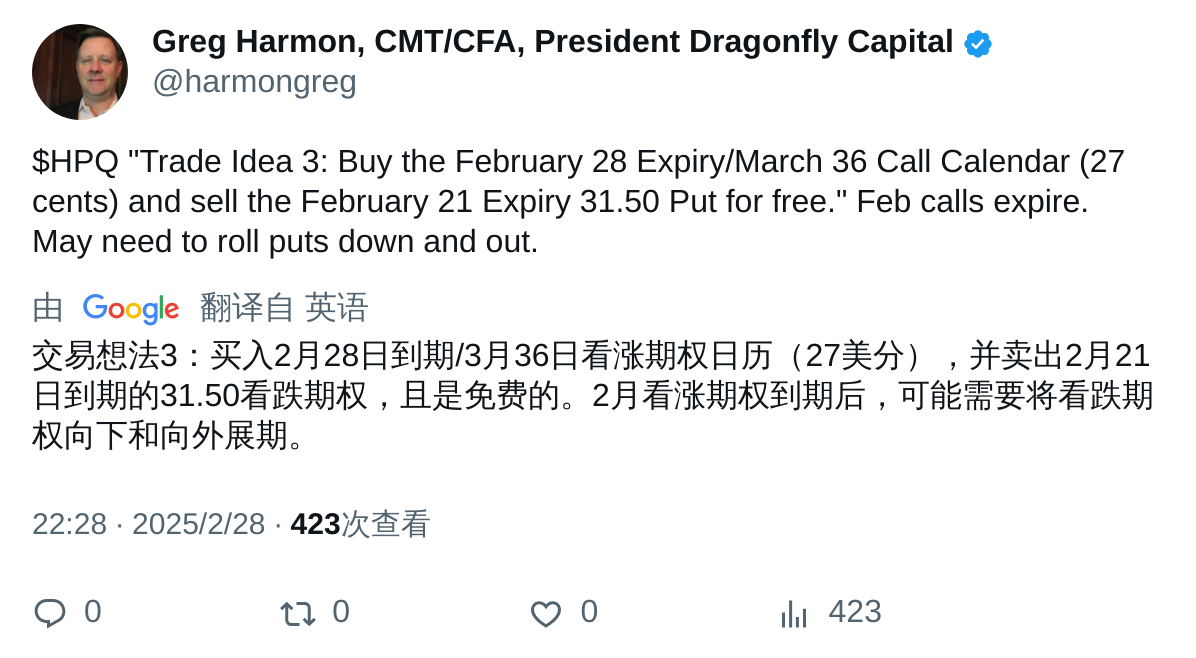 Greg Harmon, CMT/CFA, President Dragonfly Capital
@harmongreg
$HPQ "Trade Idea 3: Buy the February 28 Expiry/March 36 Call Calendar (27
cents) and sell the February 21 Expiry 31.50 Put for free." Feb calls expire.
May need to roll puts down and out.
由 Google 翻译自 英语
交易想法3：买入2月28日到期/3月36日看涨期权日历（27美分），并卖出2月21
日到期的31.50看跌期权，且是免费的。2月看涨期权到期后，可能需要将看跌期
权向下和向外展期。
22:28 · 2025/2/28 · 423次查看
0 0 0 423